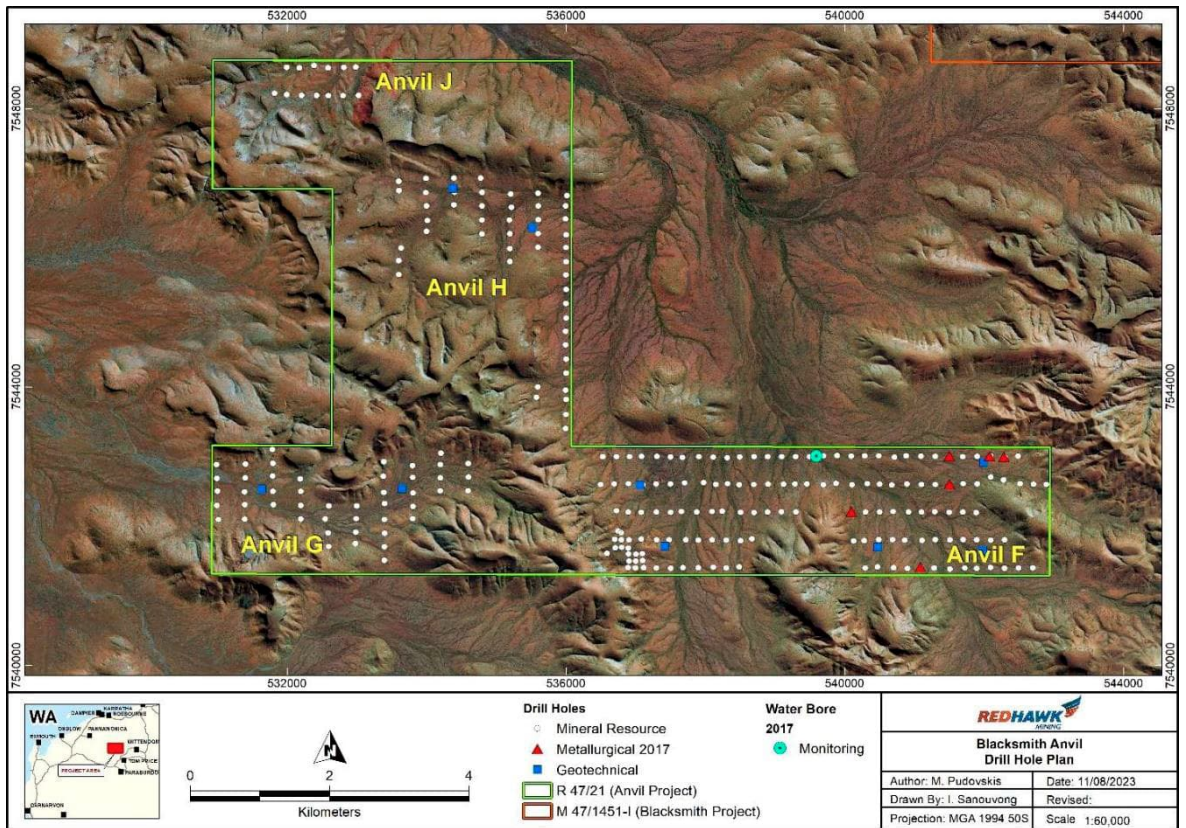 532000
536000
540000
544000
7548000
7548000
Anvil J
Anvil H
7544000
7544000
Anvil G
Anvil F
7540000
7540000
532000
536000
540000
544000
WA
DAMPIER
KARRATHA
ROEBOURNE
EXMOUTH
ONSLOW
PANNAWONICA
WITTENOOM
TOM PRICE
PARABURDOO
PROJECT AREA
CARNARVON
N
0
2
4
Kilometers
Drill Holes
Mineral Resource
Metallurgical 2017
Geotechnical
R 47/21 (Anvil Project)
M 47/1451-I (Blacksmith Project)
Water Bore
2017
Monitoring
REDHAWK
MINING
Blacksmith Anvil
Drill Hole Plan
Author: M. Pudovskis
Date: 11/08/2023
Drawn By: I. Sanouvong
Revised:
Projection: MGA 1994 50S
Scale 1:60,000